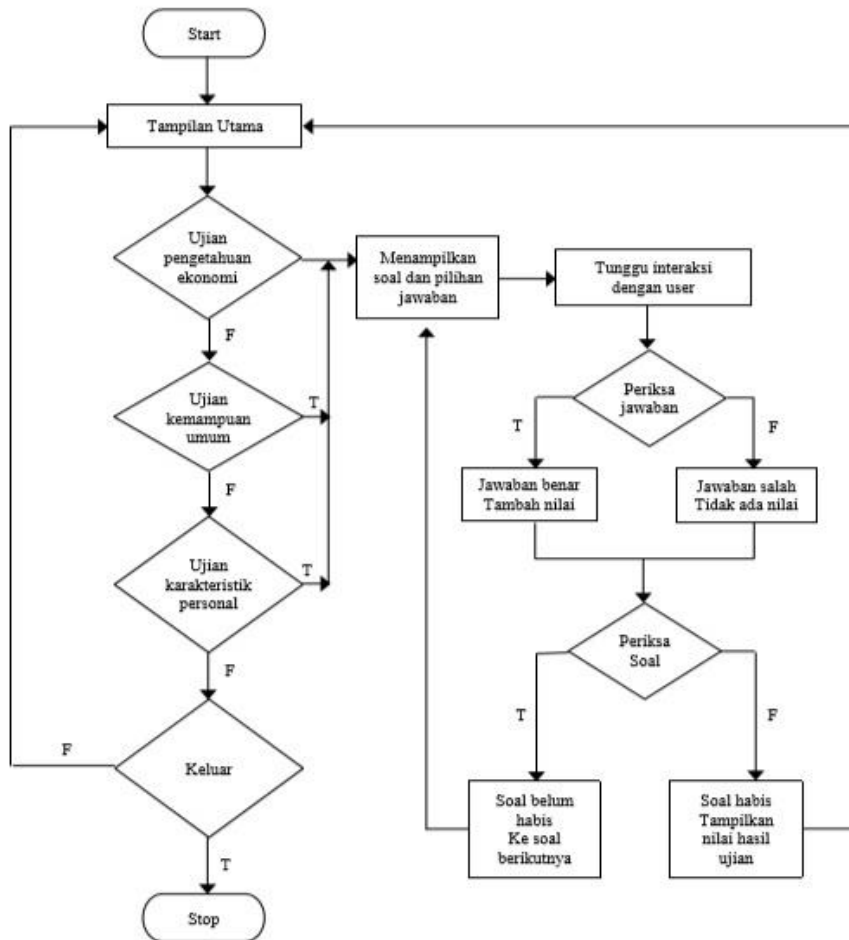 Start
Tampilan Utama
Ujian
pengetahuan
ekonomi
F
Ujian
kemampuan
umum
T
F
Ujian
karakteristik
personal
T
F
Keluar
F
T
Stop
Menampilkan
soal dan pilihan
jawaban
Tunggu interaksi
dengan user
Periksa
jawaban
T
F
Jawaban benar
Tambah nilai
Jawaban salah
Tidak ada nilai
Periksa
Soal
T
F
Soal belum
habis
Ke soal
berikutnya
Soal habis
Tampilkan
nilai hasil
ujian